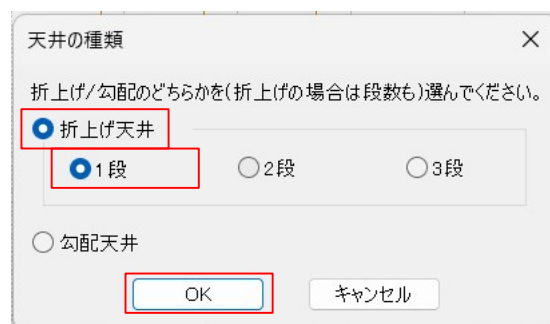 天井の種類
折上げ/勾配のどちらかを(折上げの場合は段数も)選んでください。
折上げ天井
1段 2段 3段
勾配天井
OK キャンセル